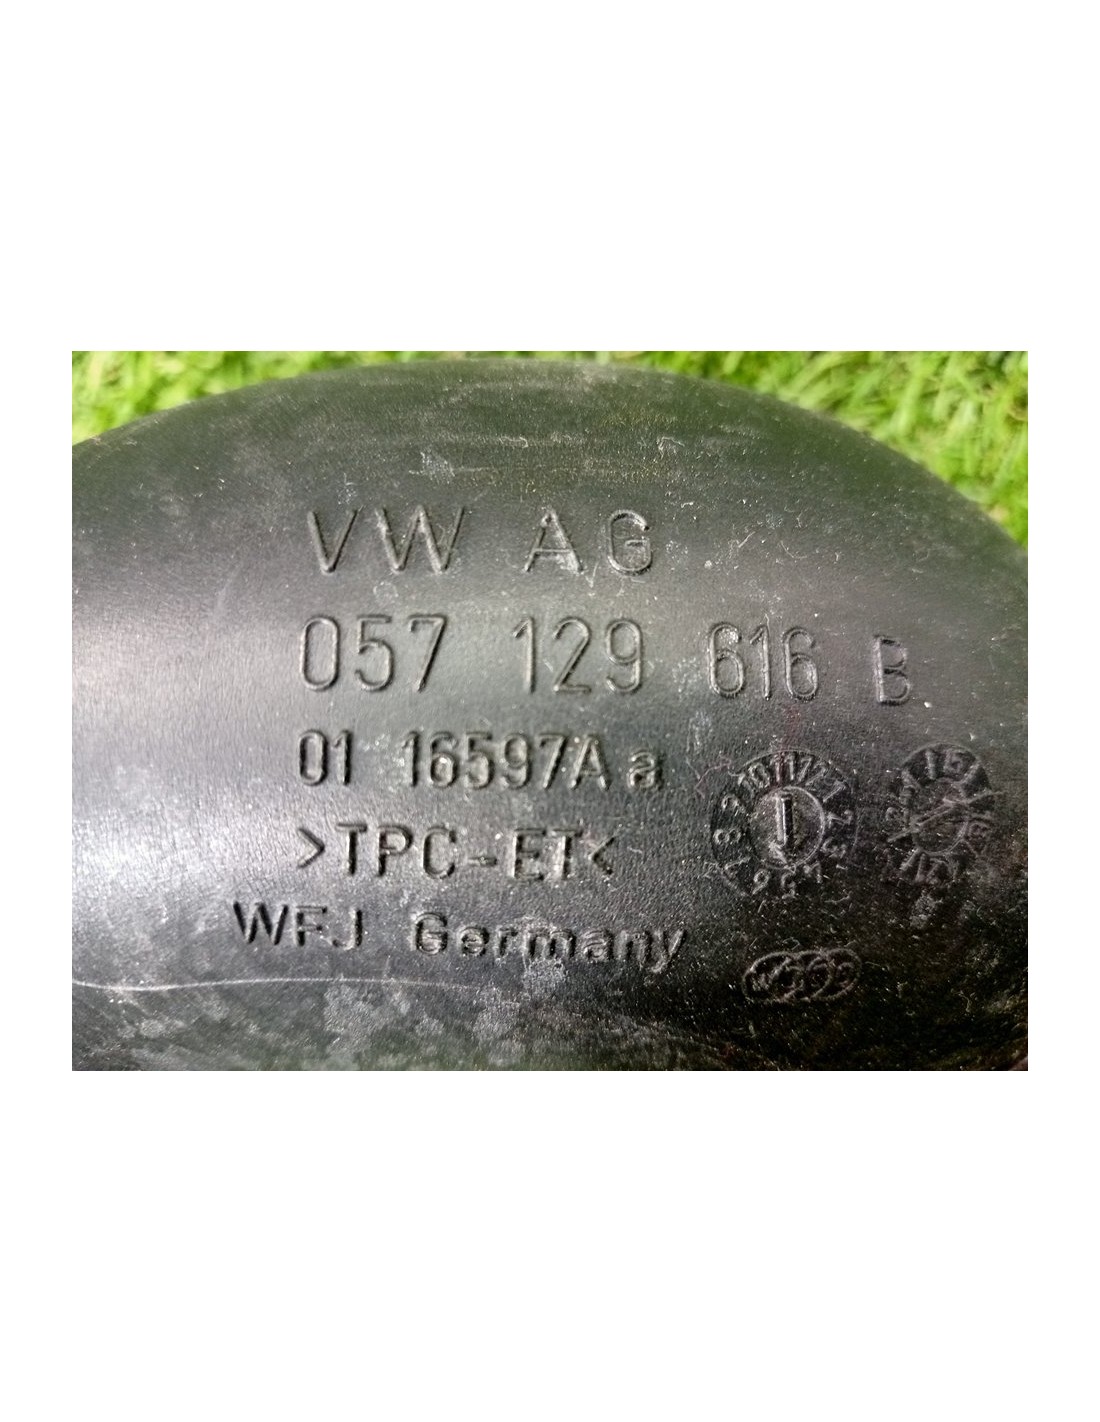 VW AG
057 129 616 B
01 16597A a
>TPC-ET<
WFJ Germany